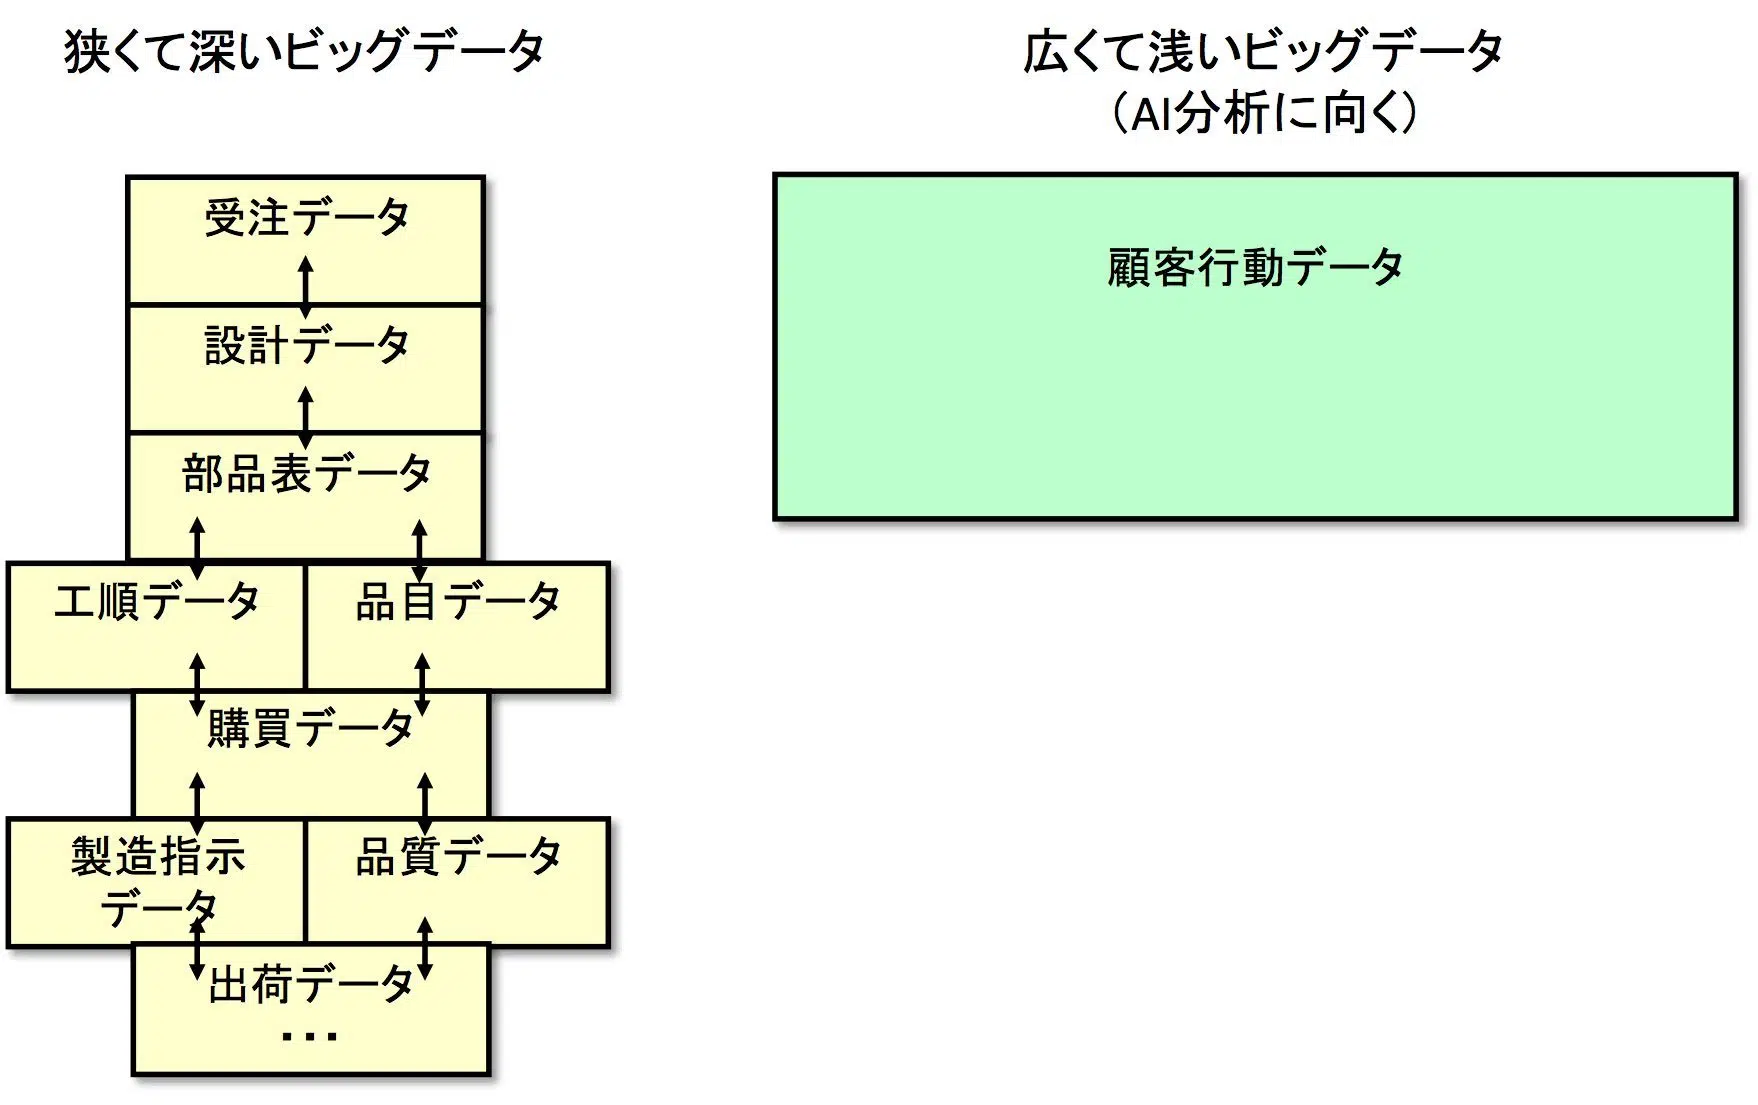 狭くて深いビッグデータ
広くて浅いビッグデータ
（AI分析に向く）
受注データ
設計データ
部品表データ
工順データ
品目データ
購買データ
製造指示
データ
品質データ
出荷データ
・・・
顧客行動データ